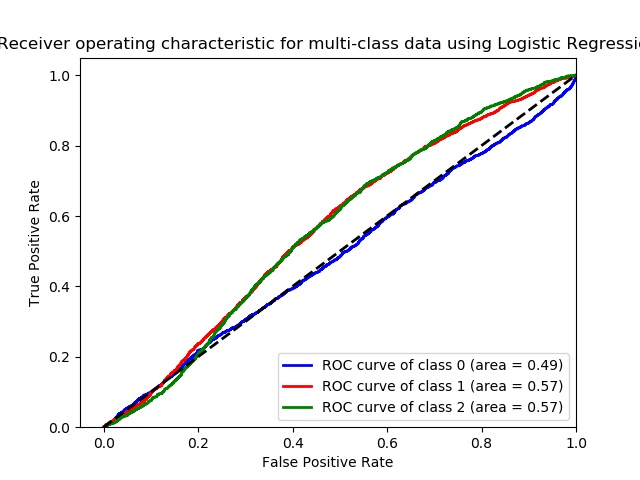 Receiver operating characteristic for multi-class data using Logistic Regressi
True Positive Rate
1.0
0.8
0.6
0.4
0.2
0.0
ROC curve of class 0 (area = 0.49)
ROC curve of class 1 (area = 0.57)
ROC curve of class 2 (area = 0.57)
0.0 0.2 0.4 0.6 0.8 1.0
False Positive Rate